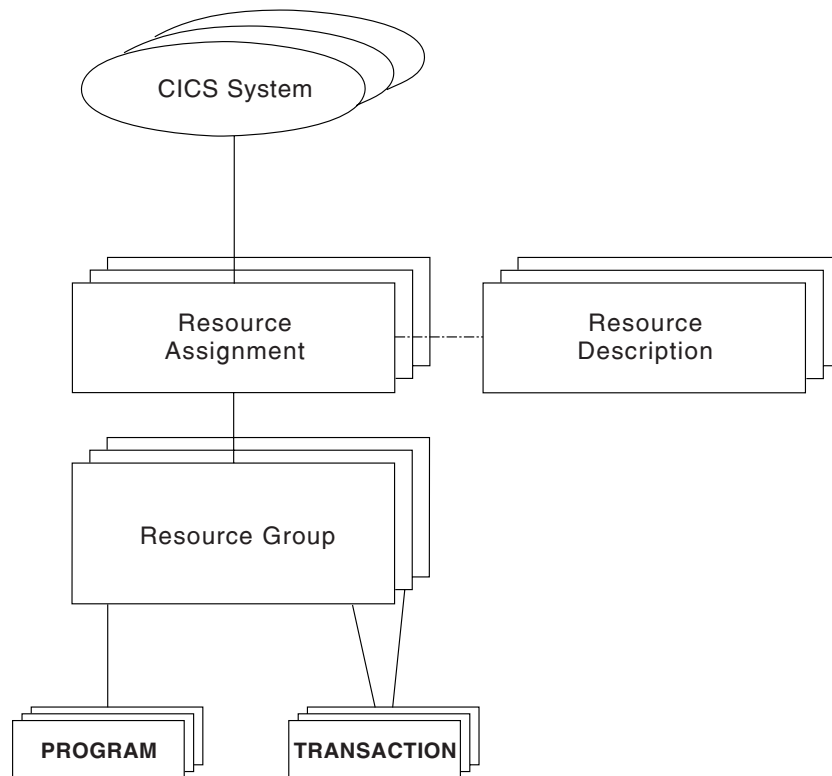 CICS System
Resource
Assignment
Resource
Description
Resource Group
PROGRAM
TRANSACTION